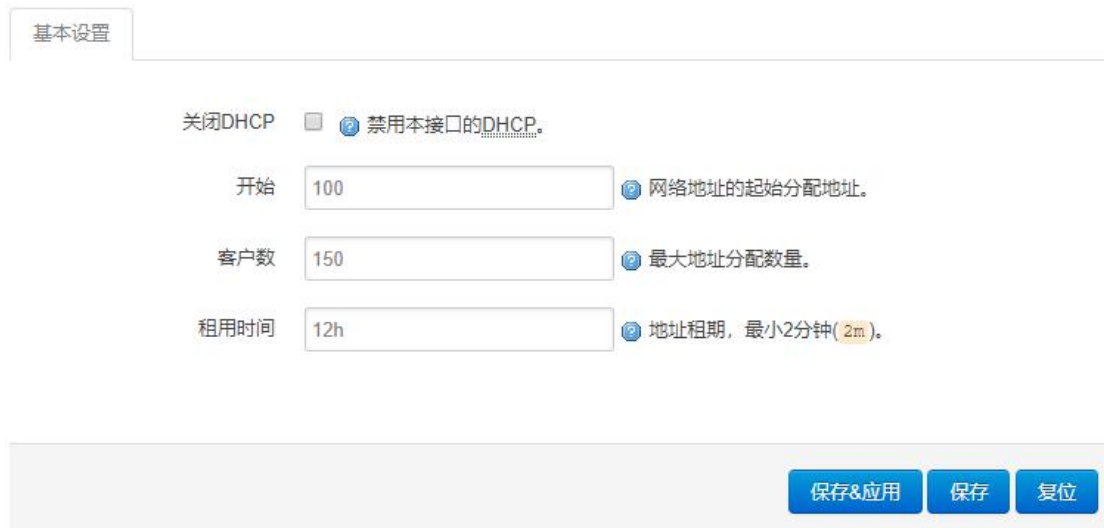 基本设置
关闭DHCP 禁用本接口的DHCP。
开始 100 网络地址的起始分配地址。
客户数 150 最大地址分配数量。
租用时间 12h 地址租期，最小2分钟(2m)。
保存&应用 保存 复位